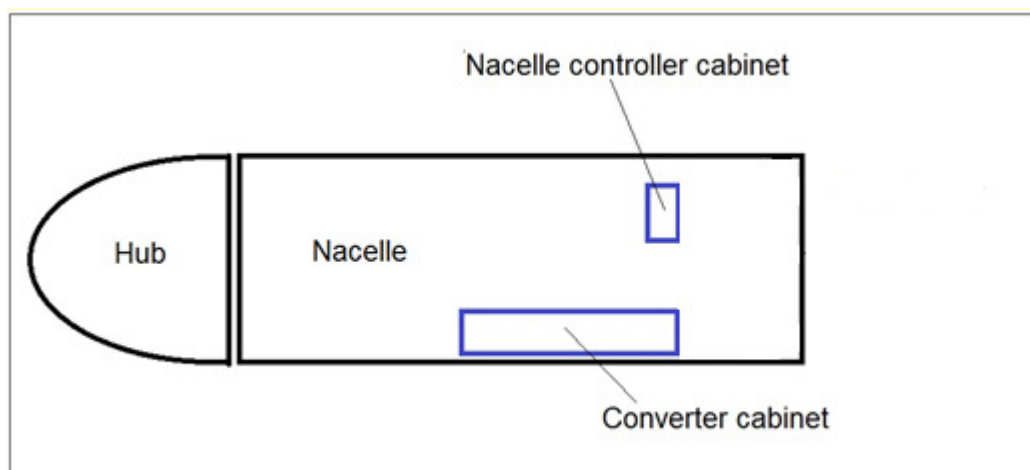 Nacelle controller cabinet
Hub
Nacelle
Converter cabinet